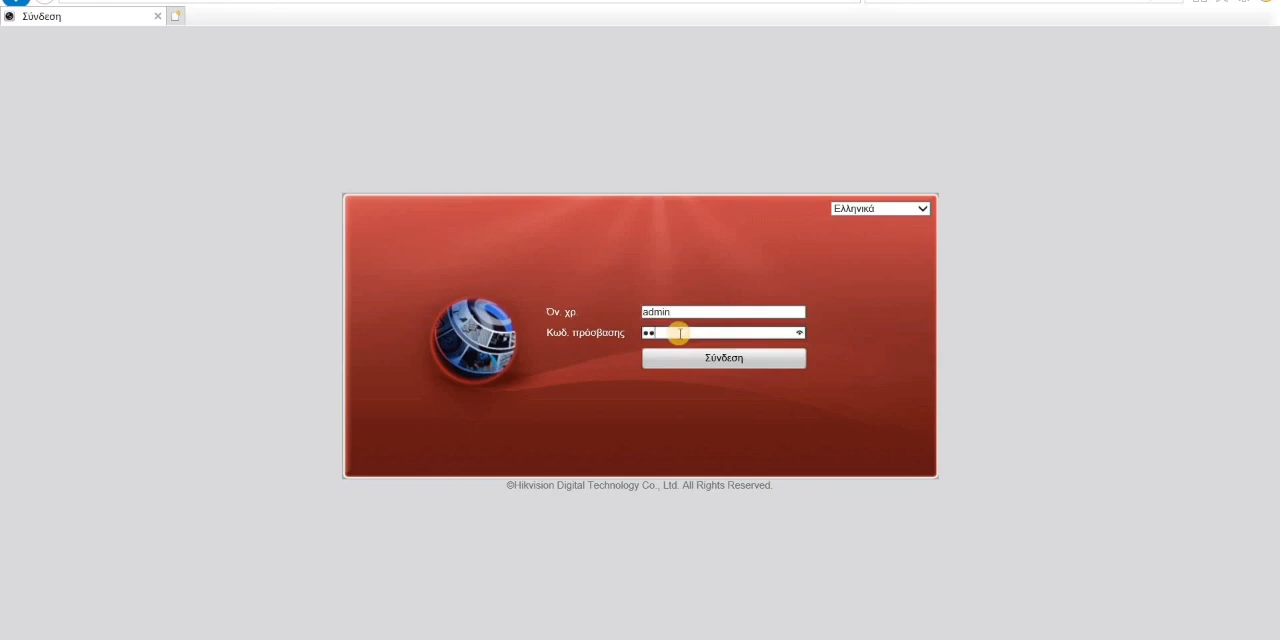 Σύνδεση
Ελληνικά
Όν. χρ.
admin
Κωδ. πρόσβασης
Σύνδεση
©Hikvision Digital Technology Co., Ltd. All Rights Reserved.